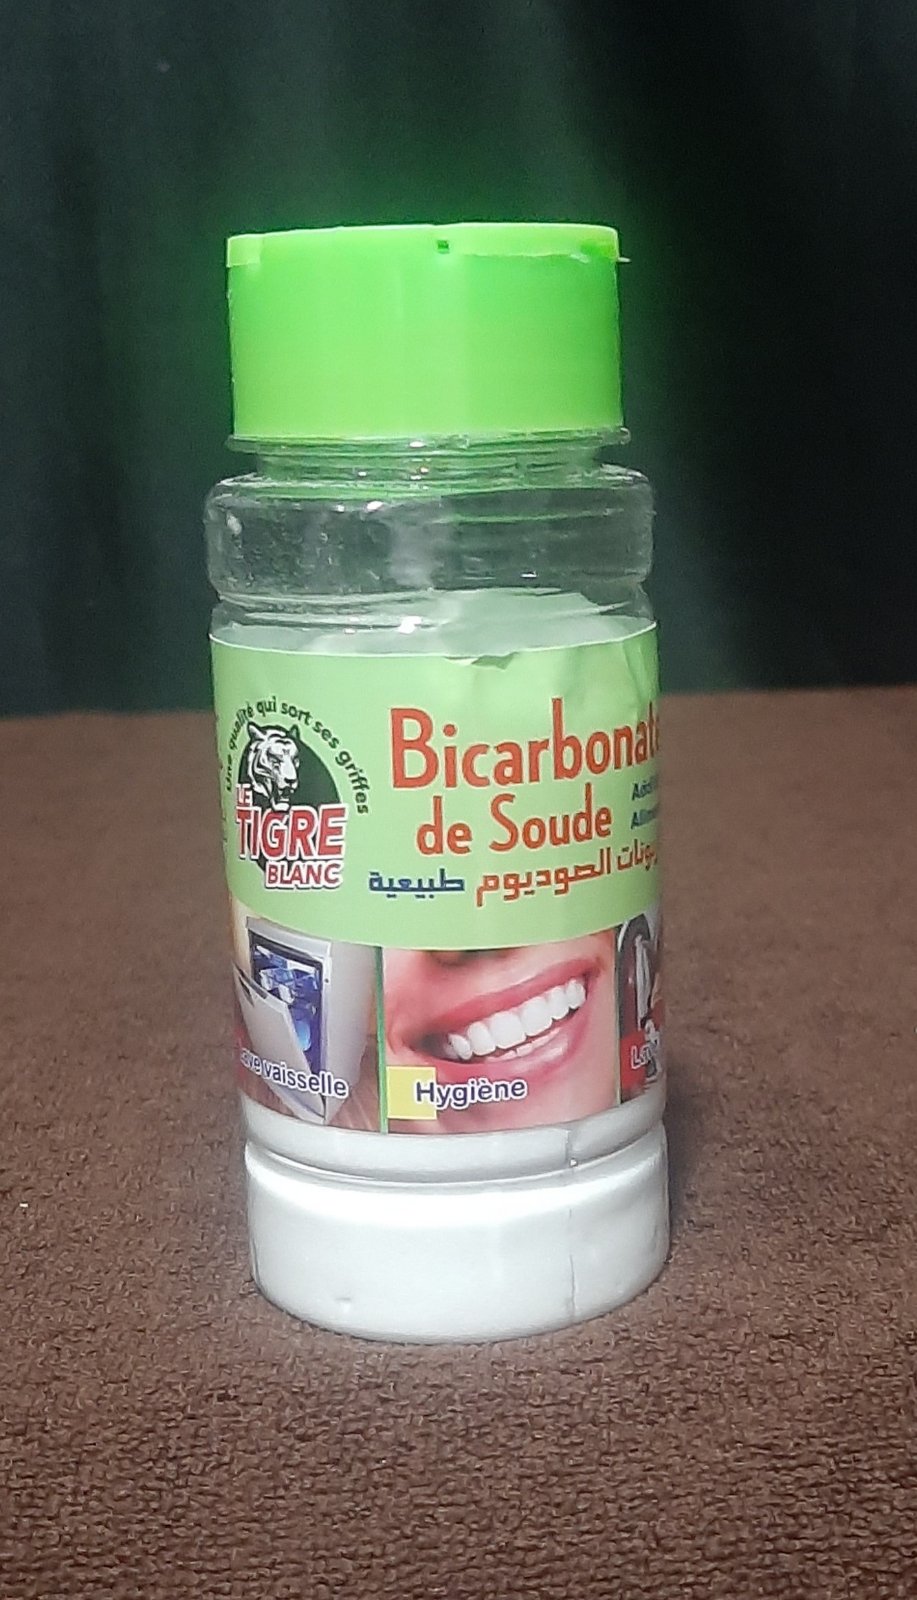 Une qualité qui sort ses griffes
LE
TIGRE
BLANC
Bicarbonate
de Soude
الصوديوم طبيعية
vaisselle
Hygiène